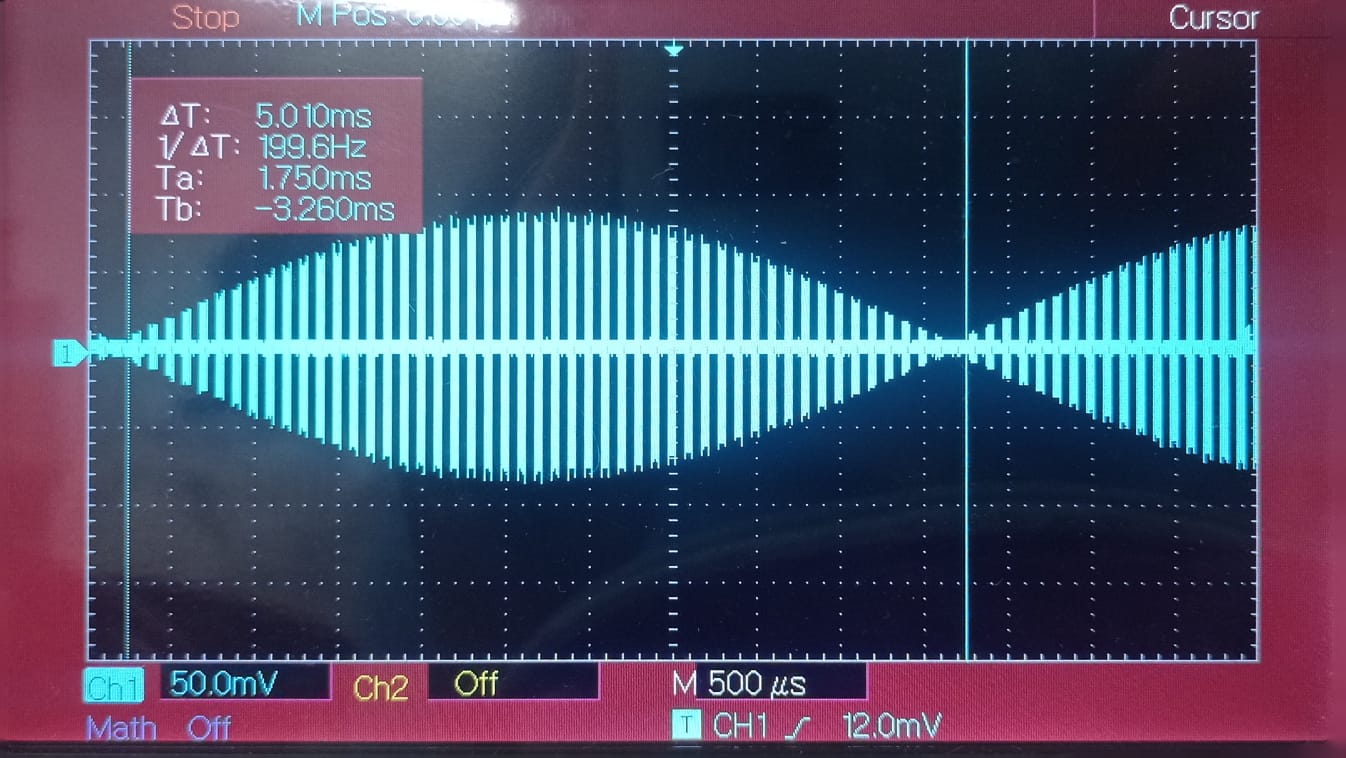 Stop M Pos: Cursor
ΔT: 5.010ms
1/ΔT: 199.6Hz
Ta: 1.750ms
Tb: -3.260ms
1
Ch1 50.0mV Ch2 Off M 500 μs
Math Off T CH1 12.0mV